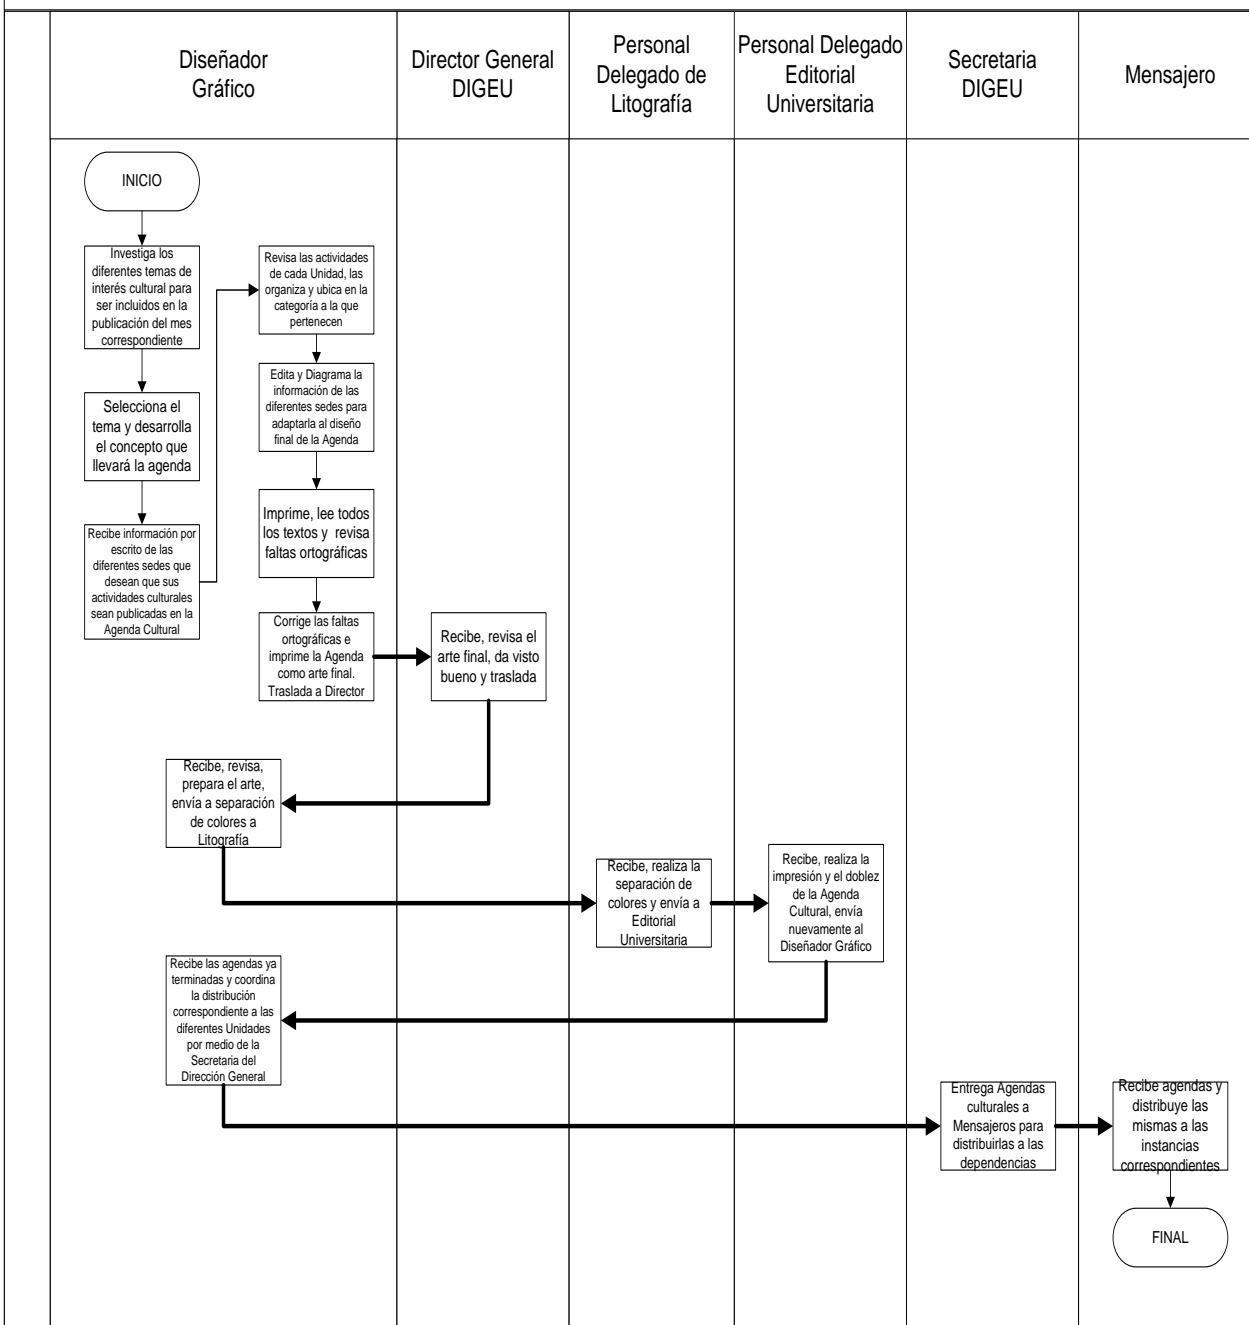 Diseñador
Gráfico
Director General
DIGEU
Personal
Delegado de
Litografía
Personal Delegado
Editorial
Universitaria
Secretaria
DIGEU
Mensajero
INICIO
Investiga los
diferentes temas de
interés cultural para
ser incluidos en la
publicación del mes
correspondiente
Selecciona el
tema y desarrolla
el concepto que
llevará la agenda
Recibe información por
escrito de las
diferentes sedes que
desean que sus
actividades culturales
sean publicadas en la
Agenda Cultural
Revisa las actividades
de cada Unidad, las
organiza y ubica en la
categoría a la que
pertenecen
Edita y Diagrama la
información de las
diferentes sedes para
adaptarla al diseño
final de la Agenda
Imprime, lee todos
los textos y revisa
faltas ortográficas
Corrige las faltas
ortográficas e
imprime la Agenda
como arte final.
Traslada a Director
Recibe, revisa el
arte final, da visto
bueno y traslada
Recibe, revisa,
prepara el arte,
envía a separación
de colores a
Litografía
Recibe, realiza la
separación de
colores y envía a
Editorial
Universitaria
Recibe, realiza la
impresión y el doblez
de la Agenda
Cultural, envía
nuevamente al
Diseñador Gráfico
Recibe las agendas ya
terminadas y coordina
la distribución
correspondiente a las
diferentes Unidades
por medio de la
Secretaria del
Dirección General
Entrega Agendas
culturales a
Mensajeros para
distribuirlas a las
dependencias
Recibe agendas y
distribuye las
mismas a las
instancias
correspondientes
FINAL